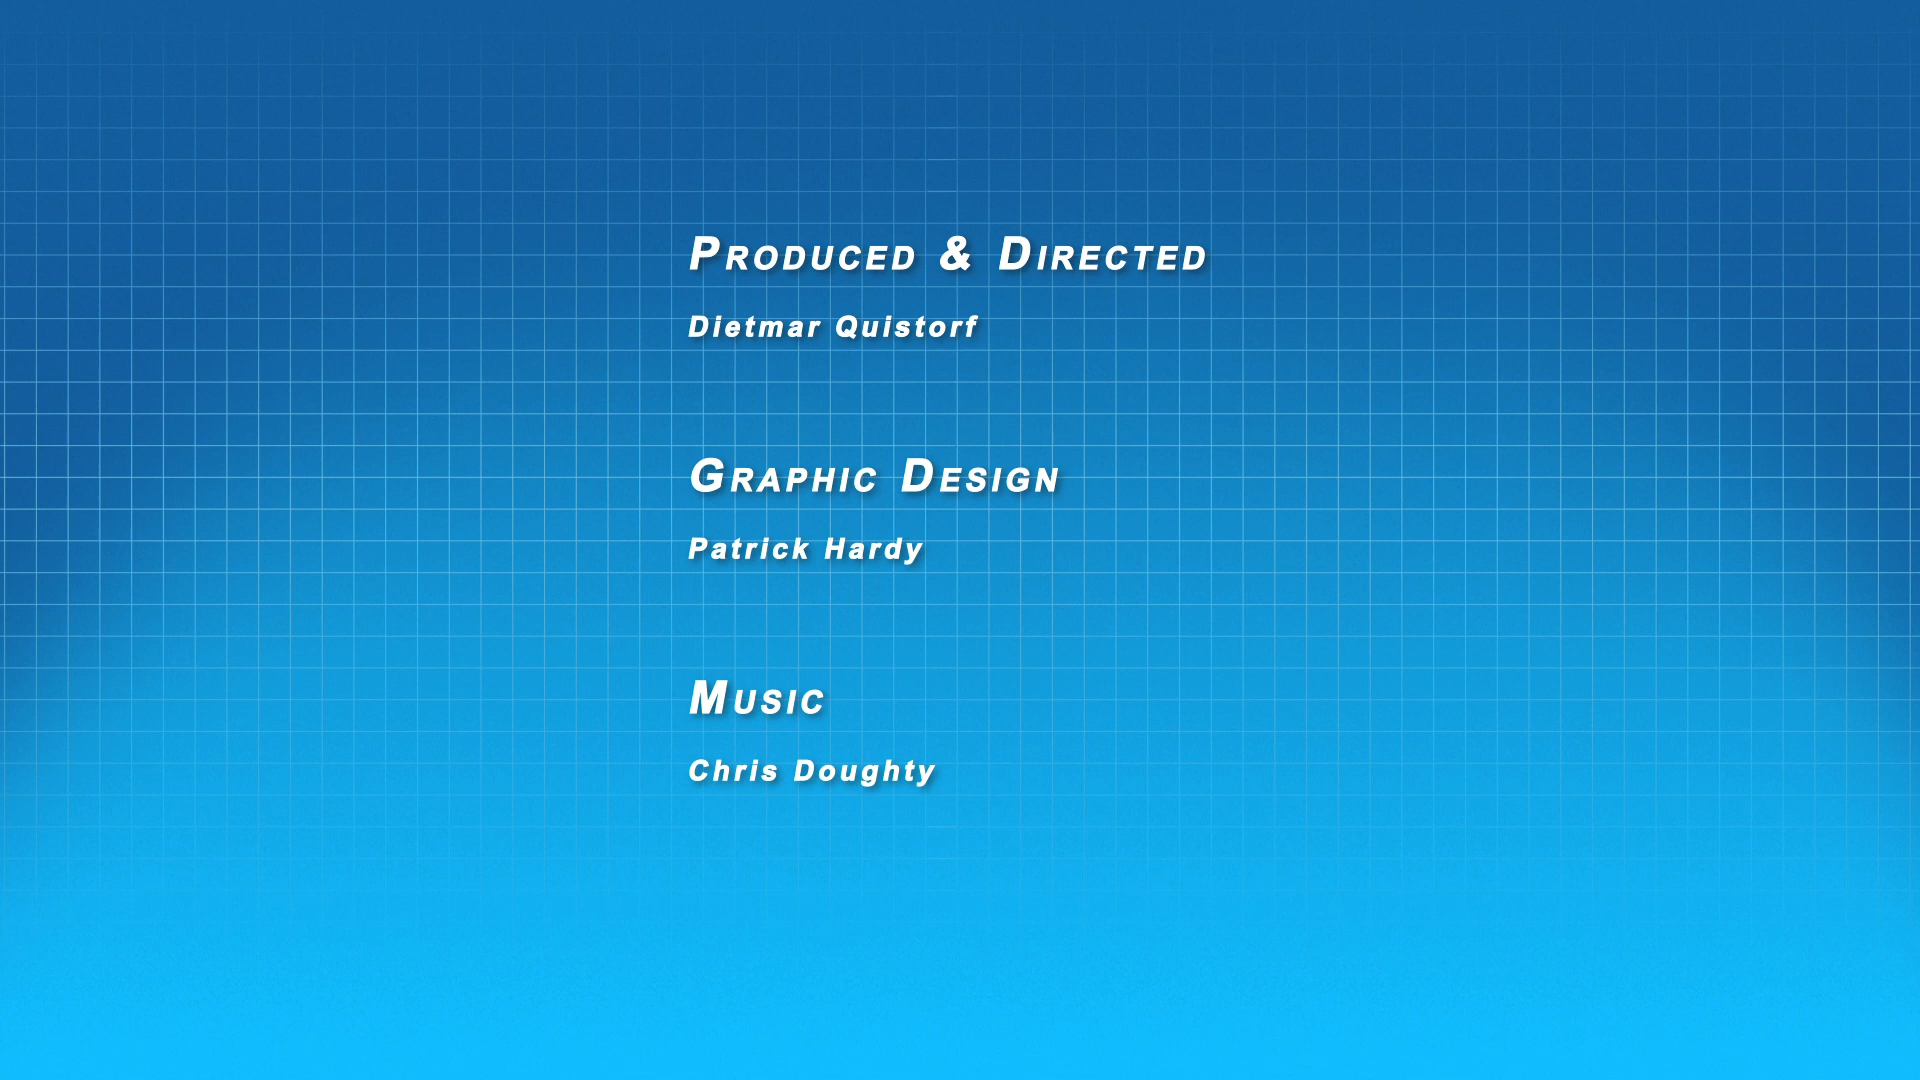 Produced & Directed
Dietmar Quistorf
Graphic Design
Patrick Hardy
Music
Chris Doughty